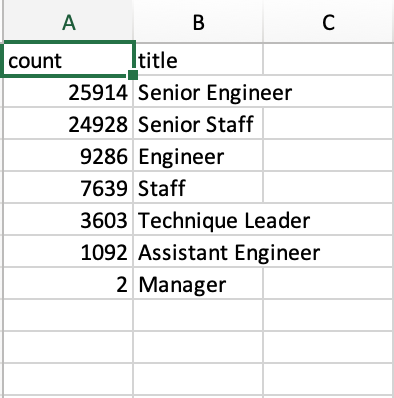 A B C
count title
25914 Senior Engineer
24928 Senior Staff
9286 Engineer
7639 Staff
3603 Technique Leader
1092 Assistant Engineer
2 Manager